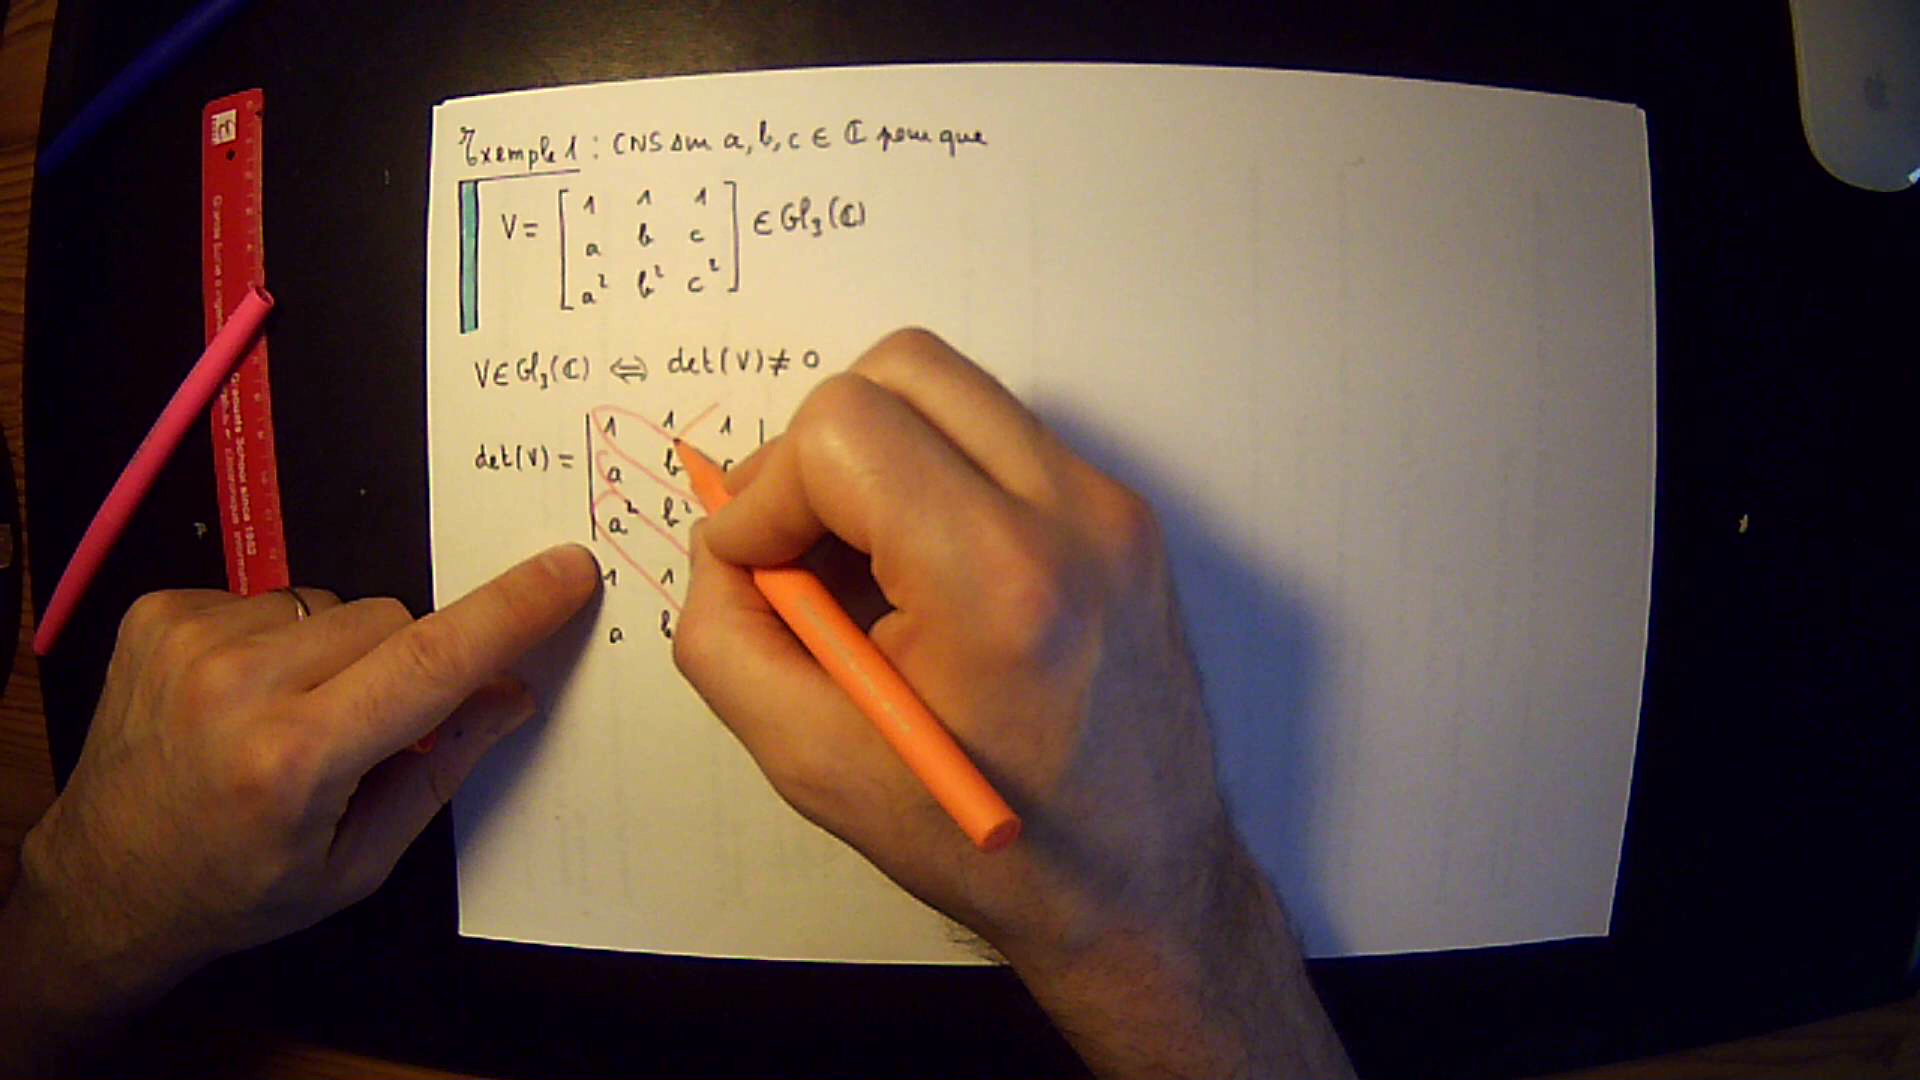 Exemple 1 : CNS sur a, b, c ∈ ℂ pour que
V = [ 1 1 1
a b c
a² b² c² ] ∈ Gl₃(ℂ)
V ∈ Gl₃(ℂ) ⇔ det(V) ≠ 0
det(V) = | 1 1 1 |
a b c
a² b²
1 1
a b